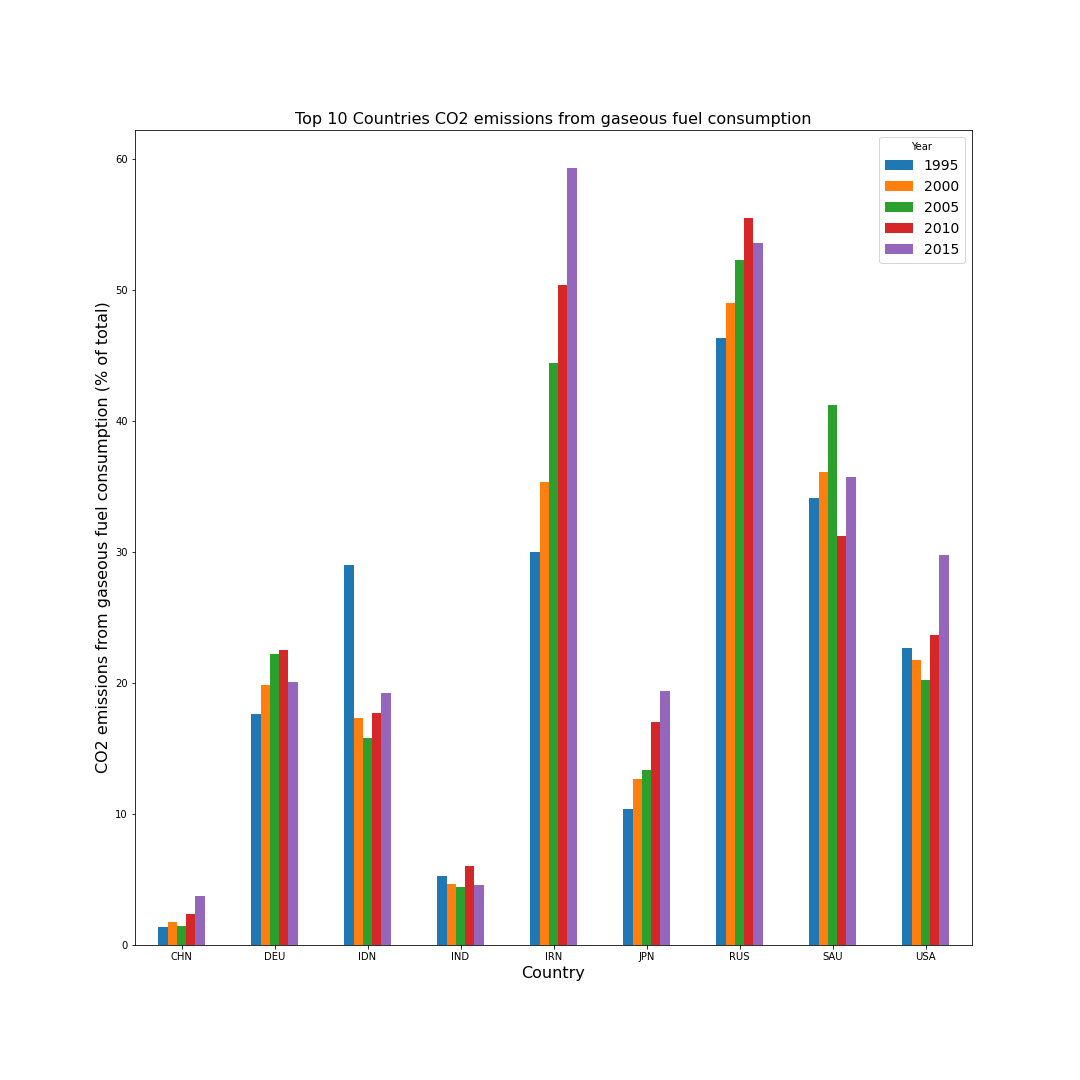 Top 10 Countries CO2 emissions from gaseous fuel consumption
Year
1995
2000
2005
2010
2015
CO2 emissions from gaseous fuel consumption (% of total)
60
50
40
30
20
10
0
CHN DEU IDN IND IRN JPN RUS SAU USA
Country